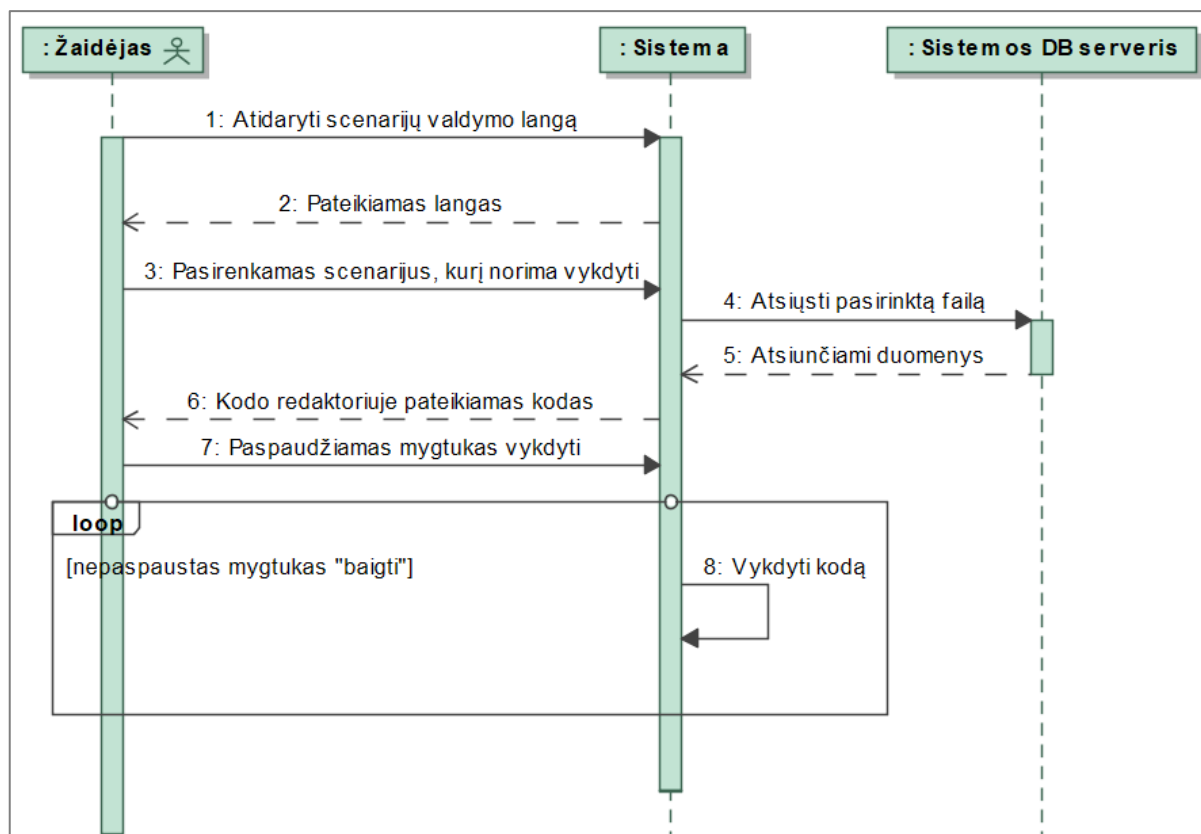 : Žaidėjas
: Sistema
: Sistemos DB serveris
1: Atidaryti scenarijų valdymo langą
2: Pateikiamas langas
3: Pasirenkamas scenarijus, kurį norima vykdyti
4: Atsiųsti pasirinktą failą
5: Atsiunčiami duomenys
6: Kodo redaktoriuje pateikiamas kodas
7: Paspaudžiamas mygtukas vykdyti
loop
[nepaspaustas mygtukas "baigti"]
8: Vykdyti kodą